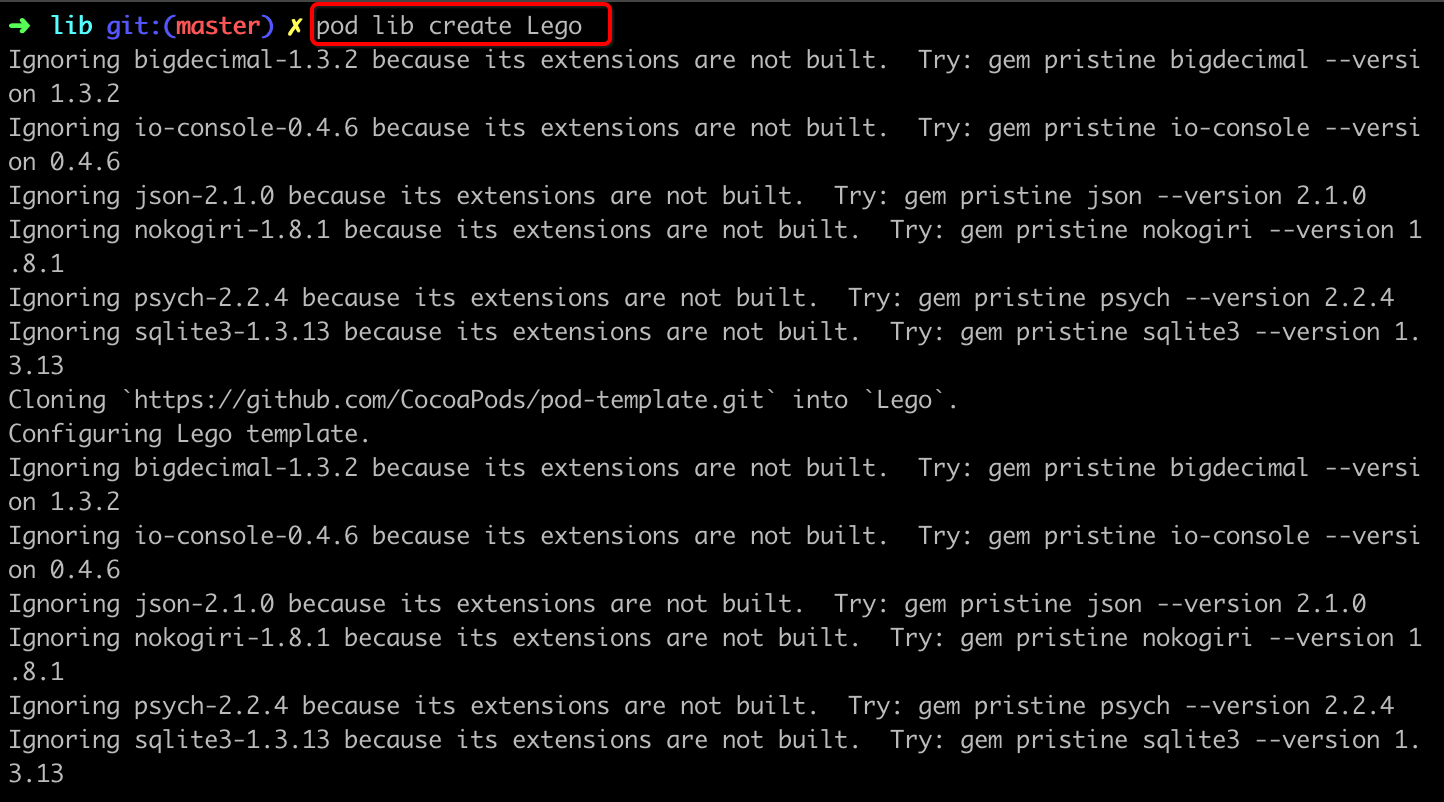 ➜ lib git:(master) ✗ pod lib create Lego
Ignoring bigdecimal-1.3.2 because its extensions are not built.  Try: gem pristine bigdecimal --versi
on 1.3.2
Ignoring io-console-0.4.6 because its extensions are not built.  Try: gem pristine io-console --versi
on 0.4.6
Ignoring json-2.1.0 because its extensions are not built.  Try: gem pristine json --version 2.1.0
Ignoring nokogiri-1.8.1 because its extensions are not built.  Try: gem pristine nokogiri --version 1
.8.1
Ignoring psych-2.2.4 because its extensions are not built.  Try: gem pristine psych --version 2.2.4
Ignoring sqlite3-1.3.13 because its extensions are not built.  Try: gem pristine sqlite3 --version 1.
3.13
Cloning `https://github.com/CocoaPods/pod-template.git` into `Lego`.
Configuring Lego template.
Ignoring bigdecimal-1.3.2 because its extensions are not built.  Try: gem pristine bigdecimal --versi
on 1.3.2
Ignoring io-console-0.4.6 because its extensions are not built.  Try: gem pristine io-console --versi
on 0.4.6
Ignoring json-2.1.0 because its extensions are not built.  Try: gem pristine json --version 2.1.0
Ignoring nokogiri-1.8.1 because its extensions are not built.  Try: gem pristine nokogiri --version 1
.8.1
Ignoring psych-2.2.4 because its extensions are not built.  Try: gem pristine psych --version 2.2.4
Ignoring sqlite3-1.3.13 because its extensions are not built.  Try: gem pristine sqlite3 --version 1.
3.13